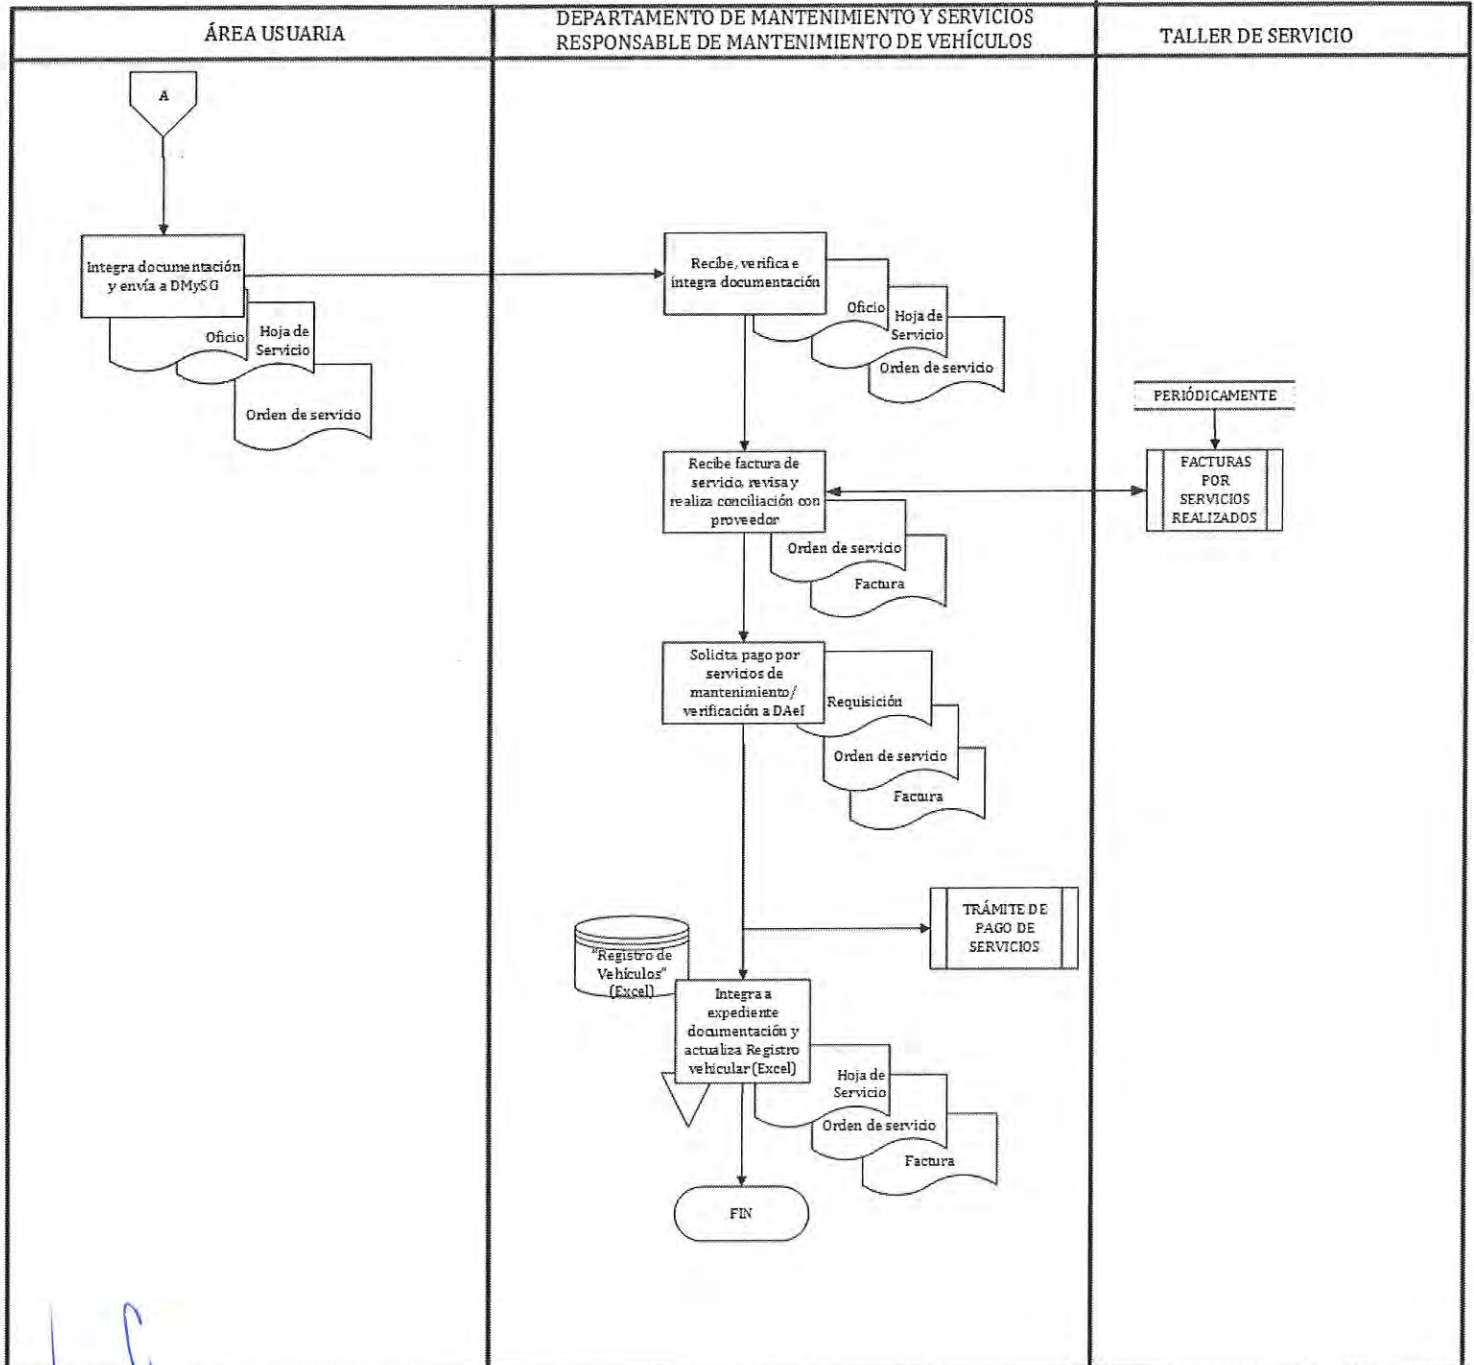 ÁREA USUARIA
DEPARTAMENTO DE MANTENIMIENTO Y SERVICIOS
RESPONSABLE DE MANTENIMIENTO DE VEHÍCULOS
TALLER DE SERVICIO
A
Integra documentación
y envía a DMySG
Oficio
Hoja de
Servicio
Orden de servicio
Recibe, verifica e
integra documentación
Oficio
Hoja de
Servicio
Orden de servicio
PERIÓDICAMENTE
FACTURAS
POR
SERVICIOS
REALIZADOS
Recibe factura de
servicio, revisa y
realiza conciliación con
proveedor
Orden de servicio
Factura
Solicita pago por
servicios de
mantenimiento/
verificación a DAeI
Requisición
Orden de servicio
Factura
TRÁMITE DE
PAGO DE
SERVICIOS
"Registro de
Vehículos"
(Excel)
Integra a
expediente
documentación y
actualiza Registro
vehicular (Excel)
Hoja de
Servicio
Orden de servicio
Factura
FIN